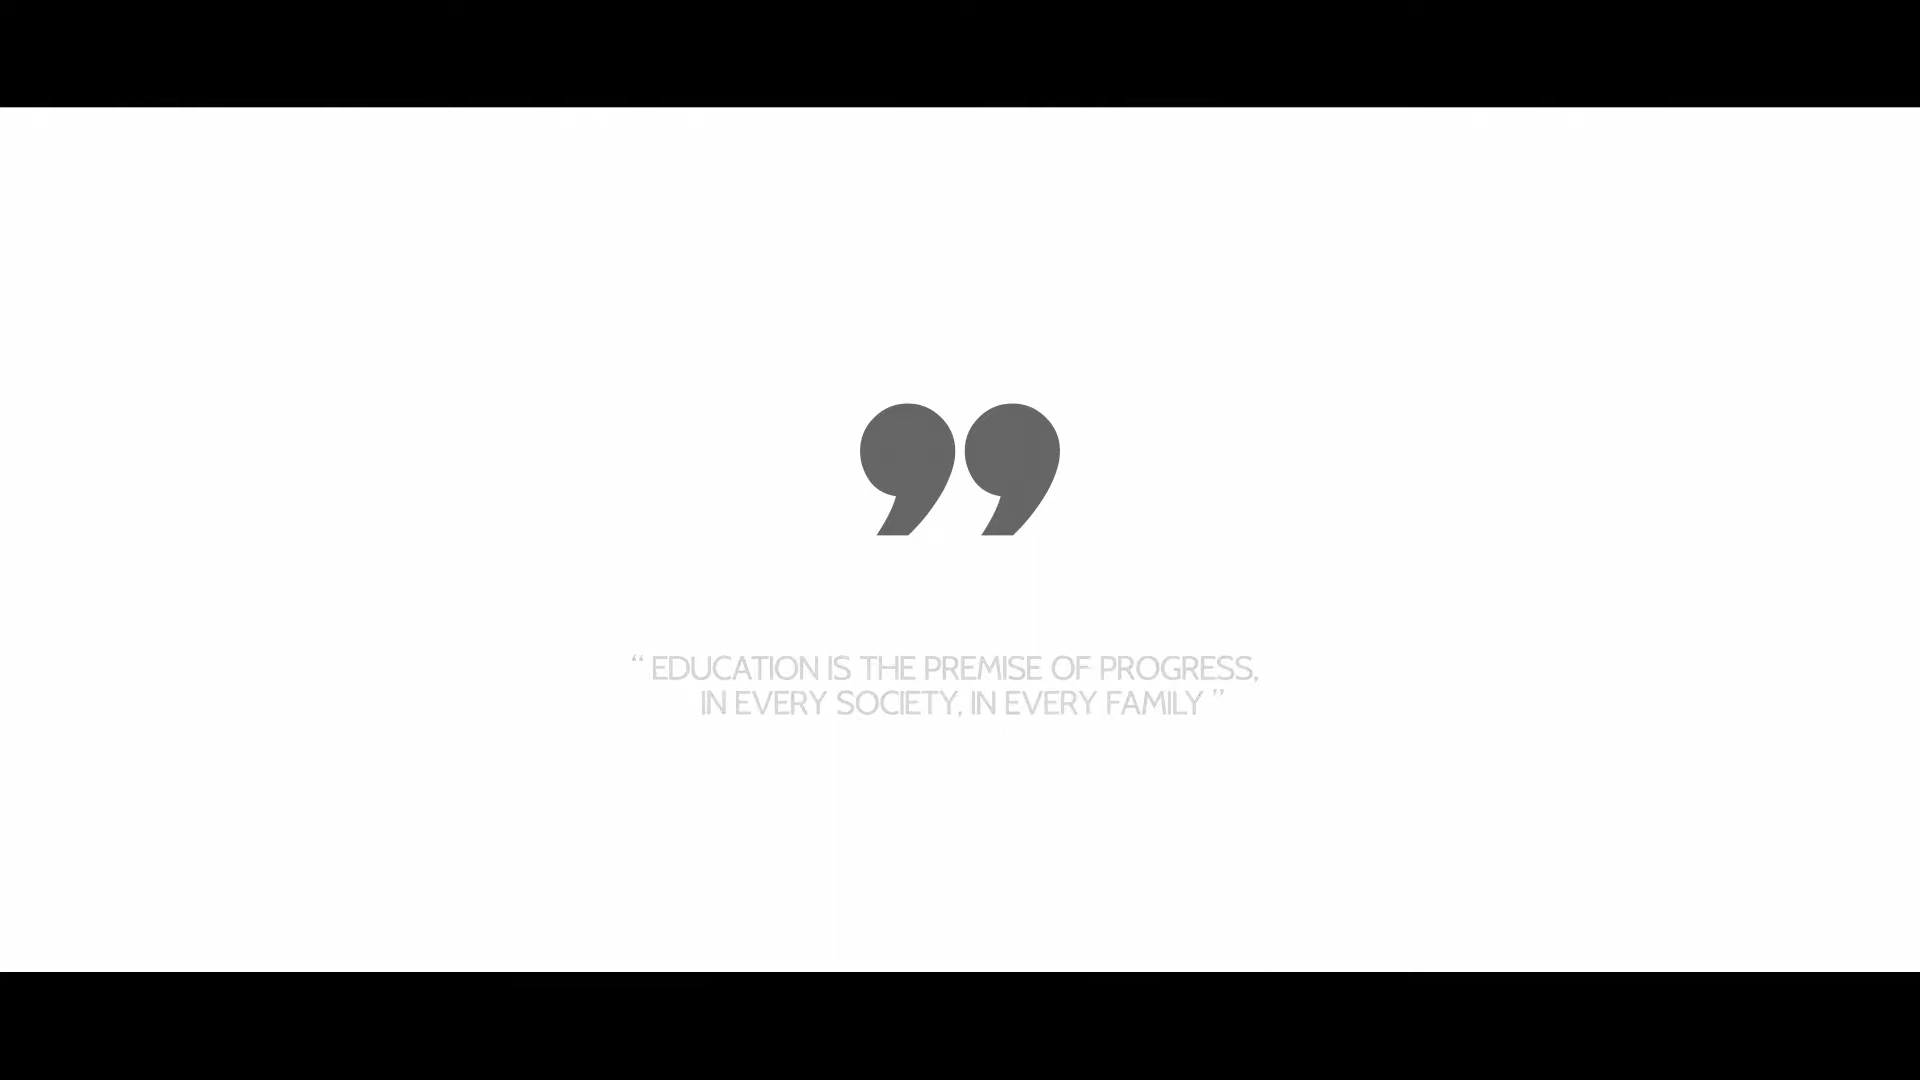 “ EDUCATION IS THE PREMISE OF PROGRESS,
IN EVERY SOCIETY, IN EVERY FAMILY ”